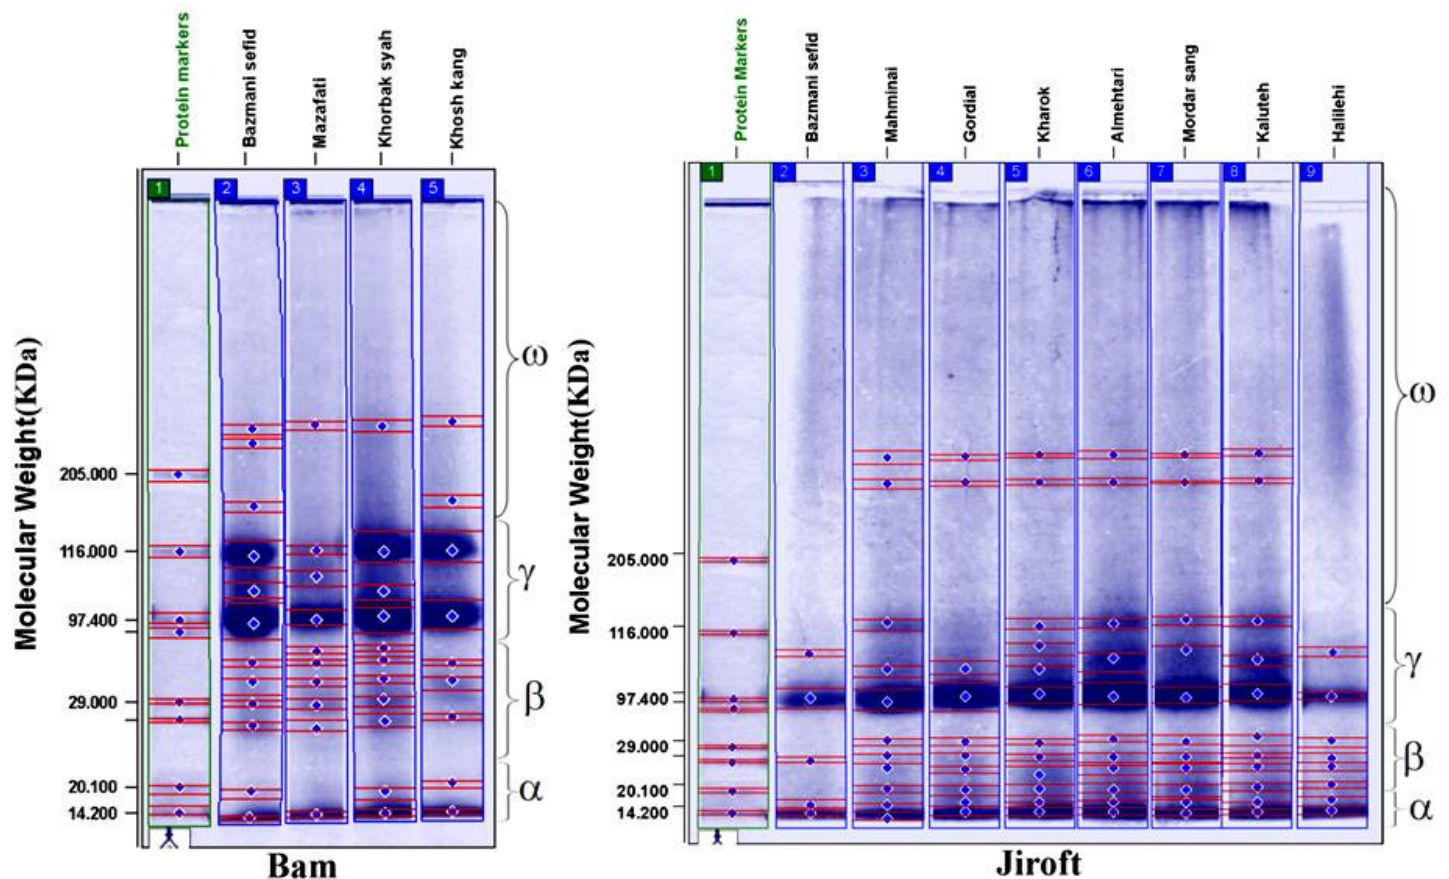 Protein markers
Bazmani sefid
Mazafati
Khorbak syah
Khosh kang
Protein Markers
Bazmani sefid
Mahminai
Gordial
Kharok
Almehtari
Mordar sang
Kaluteh
Halilehi
1 2 3 4 5
1 2 3 4 5 6 7 8 9
Molecular Weight(KDa)
205.000
116.000
97.400
29.000
20.100
14.200
ω
γ
β
α
Bam
Molecular Weight(KDa)
205.000
116.000
97.400
29.000
20.100
14.200
ω
γ
β
α
Jiroft